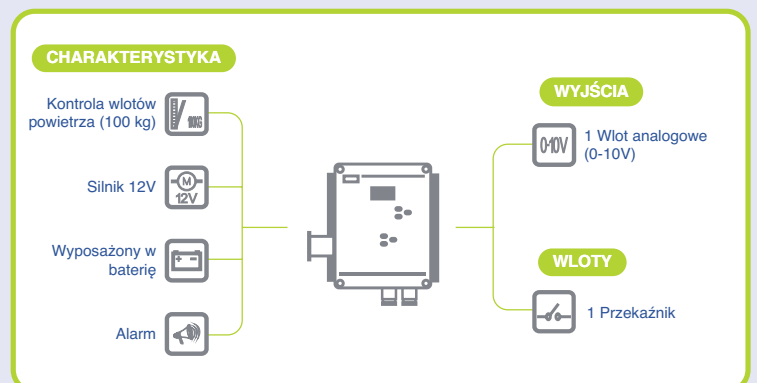 CHARAKTERYSTYKA
Kontrola wlotów
powietrza (100 kg)
100KG
Silnik 12V
M
12V
Wyposażony w
baterię
Alarm
WYJŚCIA
0-10V
1 Wlot analogowe
(0-10V)
WLOTY
1 Przekaźnik